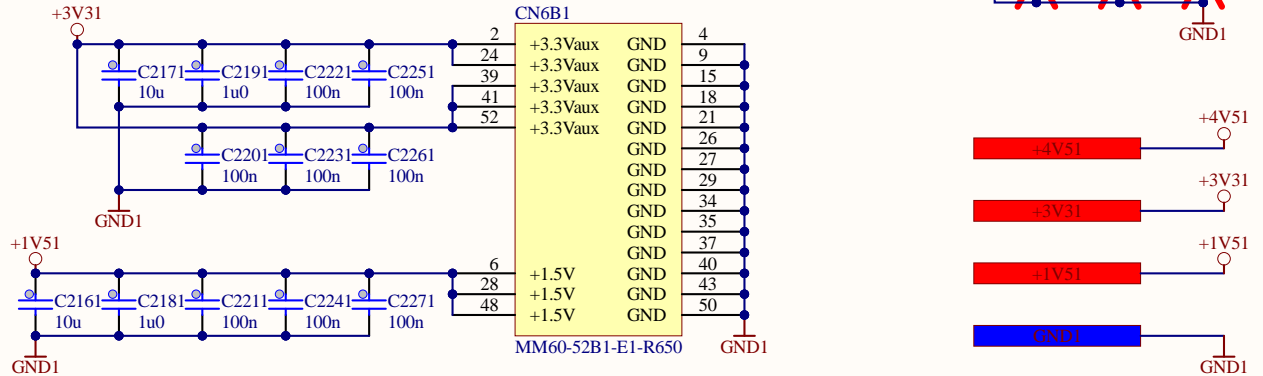 +3V31
CN6B1
GND1
2 +3.3Vaux GND 4
24 +3.3Vaux GND 9
39 +3.3Vaux GND 15
41 +3.3Vaux GND 18
52 +3.3Vaux GND 21
GND 26
GND 27
GND 29
GND 34
GND 35
GND 37
6 +1.5V GND 40
28 +1.5V GND 43
48 +1.5V GND 50
MM60-52B1-E1-R650
GND1
C2171 C2191 C2221 C2251
10u 1u0 100n 100n
C2201 C2231 C2261
100n 100n 100n
GND1
+1V51
C2161 C2181 C2211 C2241 C2271
10u 1u0 100n 100n 100n
GND1
+4V51
+4V51
+3V31
+3V31
+1V51
+1V51
GND1
GND1